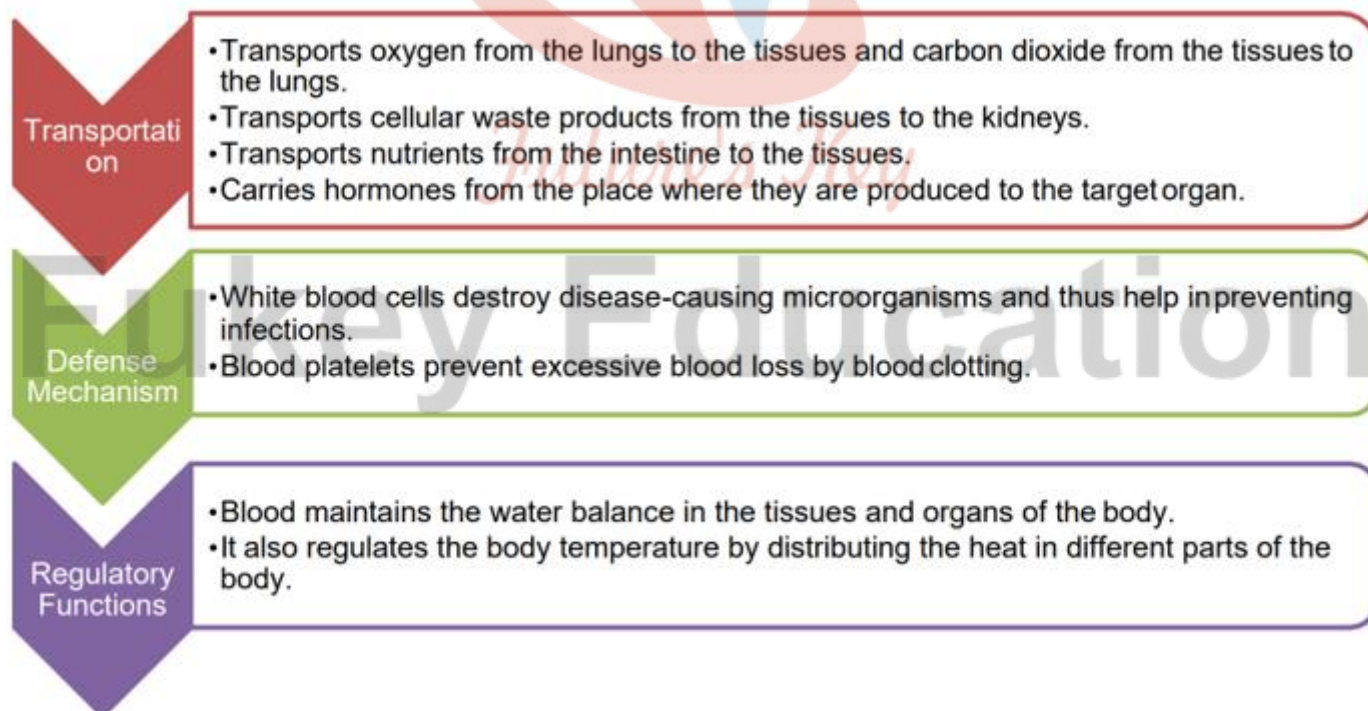 Transportati
on
•Transports oxygen from the lungs to the tissues and carbon dioxide from the tissues to
the lungs.
•Transports cellular waste products from the tissues to the kidneys.
•Transports nutrients from the intestine to the tissues.
•Carries hormones from the place where they are produced to the target organ.
Future's Key
Fukey Education
Defense
Mechanism
•White blood cells destroy disease-causing microorganisms and thus help in preventing
infections.
•Blood platelets prevent excessive blood loss by blood clotting.
Regulatory
Functions
•Blood maintains the water balance in the tissues and organs of the body.
•It also regulates the body temperature by distributing the heat in different parts of the
body.